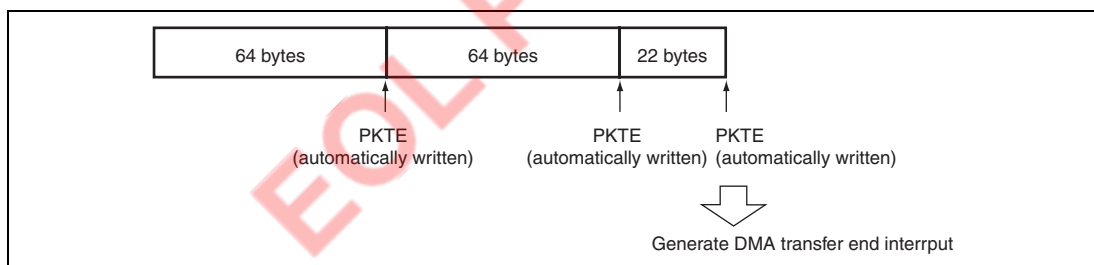 64 bytes 64 bytes 22 bytes
PKTE PKTE PKTE
(automatically written) (automatically written) (automatically written)
Generate DMA transfer end interrput
EOL P